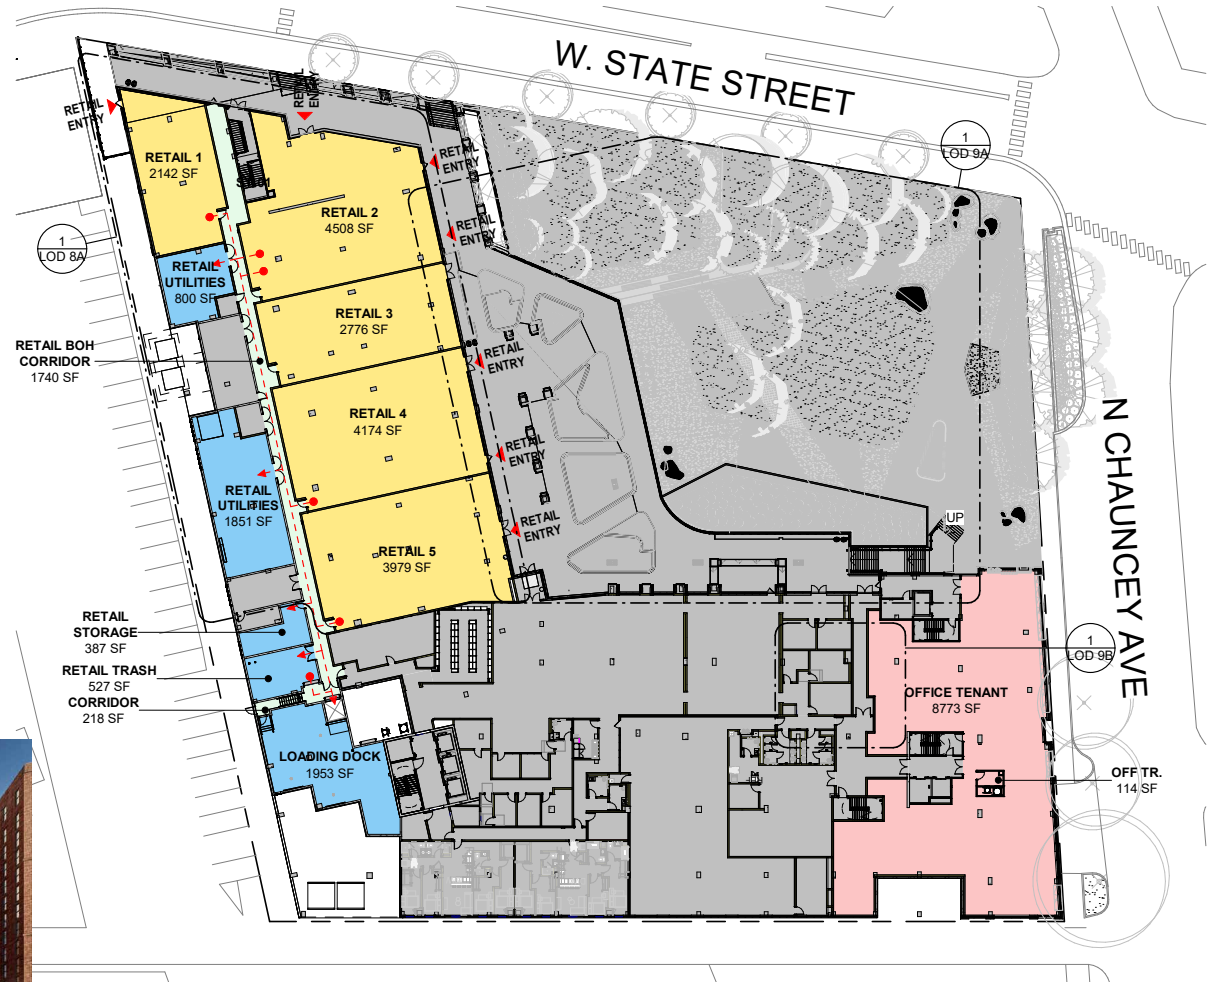 W. STATE STREET
RETAIL
ENTRY
RETAIL
ENTRY
RETAIL 1
2142 SF
RETAIL
ENTRY
1
LOD 9A
RETAIL 2
4508 SF
RETAIL
ENTRY
1
LOD 8A
RETAIL
UTILITIES
800 SF
RETAIL 3
2776 SF
RETAIL BOH
CORRIDOR
1740 SF
RETAIL
ENTRY
RETAIL 4
4174 SF
RETAIL
ENTRY
N CHAUNCEY AVE
RETAIL
UTILITIES
1851 SF
RETAIL
ENTRY
UP
RETAIL 5
3979 SF
RETAIL
STORAGE
387 SF
1
LOD 9B
RETAIL TRASH
527 SF
CORRIDOR
218 SF
OFFICE TENANT
8773 SF
LOADING DOCK
1953 SF
OFF TR.
114 SF